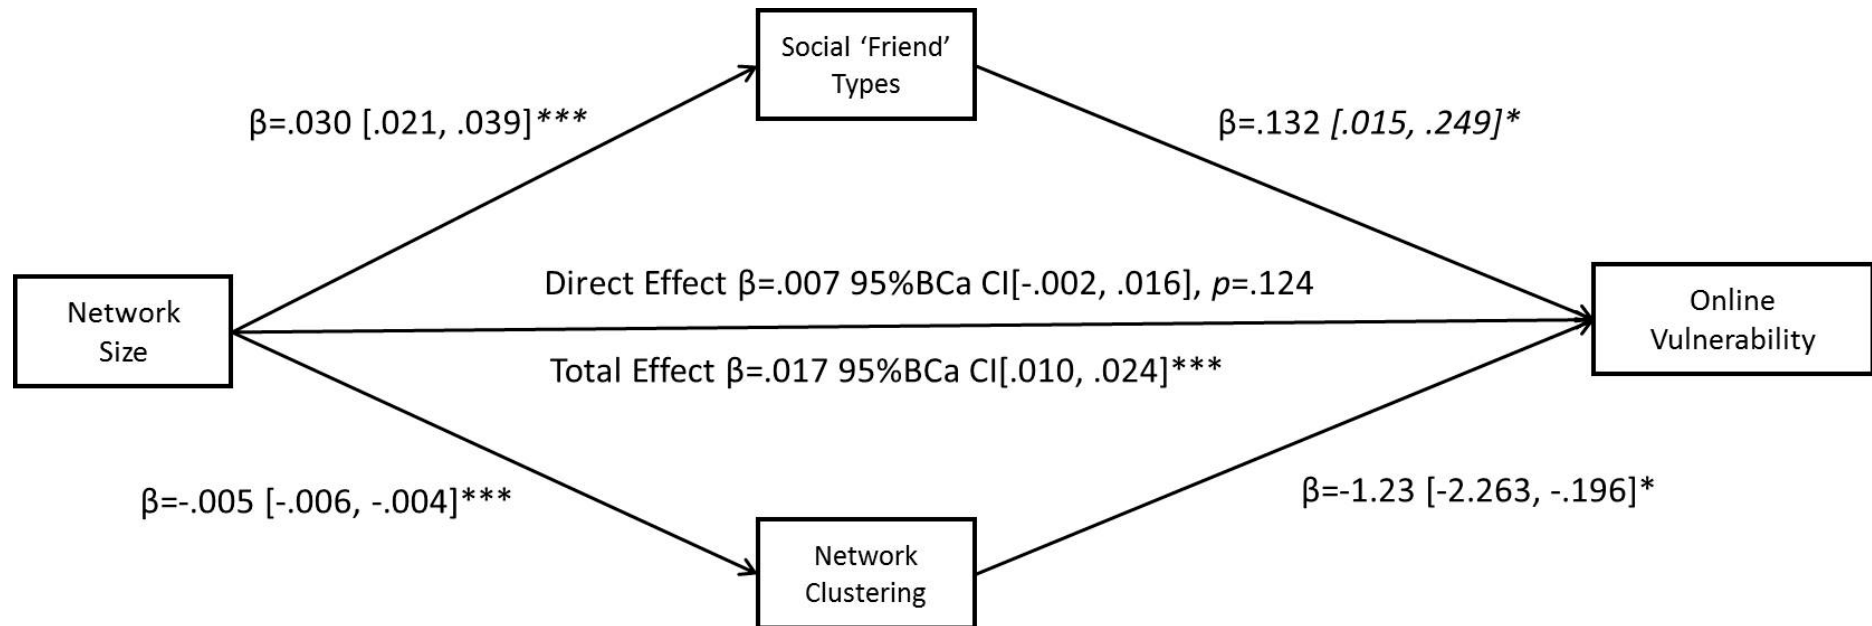 Social ‘Friend’
Types
β=.030 [.021, .039]***
β=.132 [.015, .249]*
Direct Effect β=.007 95%BCa CI[-.002, .016], p=.124
Network
Size
Online
Vulnerability
Total Effect β=.017 95%BCa CI[.010, .024]***
β=-.005 [-.006, -.004]***
β=-1.23 [-2.263, -.196]*
Network
Clustering